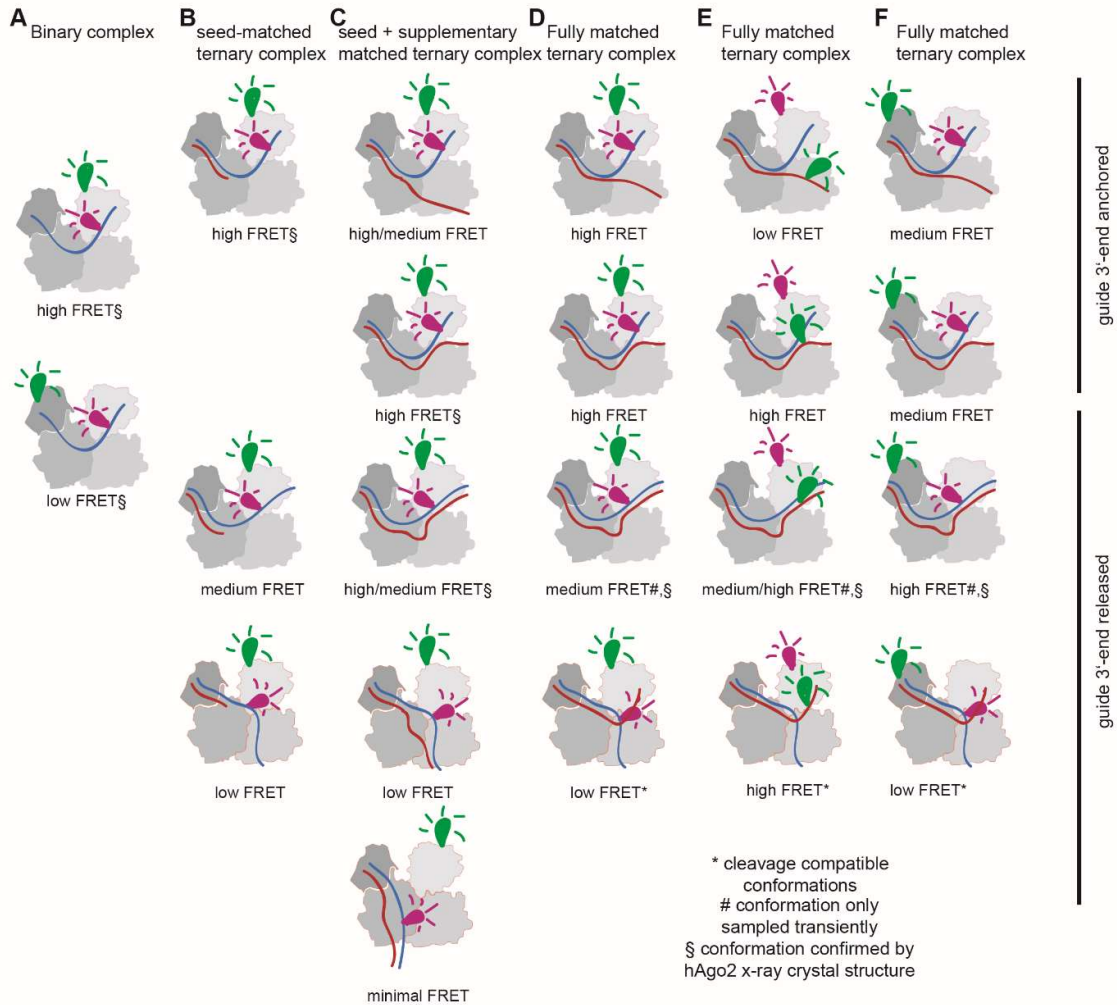 A
Binary complex
B
seed-matched
ternary complex
C
seed + supplementary
matched ternary complex
D
Fully matched
ternary complex
E
Fully matched
ternary complex
F
Fully matched
ternary complex
high FRET§
high/medium FRET
high FRET
low FRET
medium FRET
high FRET§
high FRET§
high FRET
high FRET
medium FRET
low FRET§
medium FRET
high/medium FRET§
medium FRET#,§
medium/high FRET#,§
high FRET#,§
low FRET
low FRET
low FRET*
high FRET*
low FRET*
minimal FRET
* cleavage compatible
conformations
# conformation only
sampled transiently
§ conformation confirmed by
hAgo2 x-ray crystal structure
guide 3‘-end anchored
guide 3‘-end released